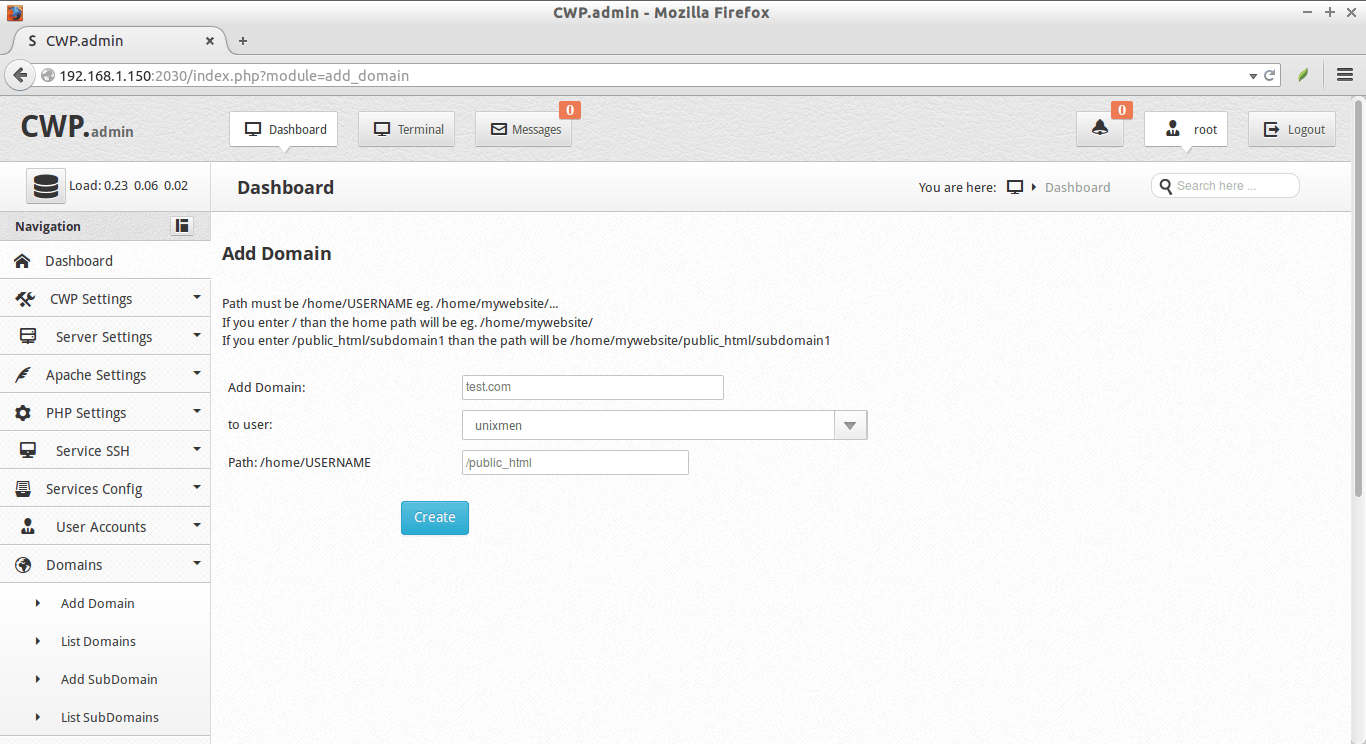 CWP.admin - Mozilla Firefox
S CWP.admin
192.168.1.150:2030/index.php?module=add_domain
CWP.admin
Dashboard
Terminal
Messages
0
0
root
Logout
Load: 0.23 0.06 0.02
Dashboard
You are here:
Dashboard
Search here ...
Navigation
Dashboard
CWP Settings
Server Settings
Apache Settings
PHP Settings
Service SSH
Services Config
User Accounts
Domains
Add Domain
List Domains
Add SubDomain
List SubDomains
Add Domain
Path must be /home/USERNAME eg. /home/mywebsite/...
If you enter / than the home path will be eg. /home/mywebsite/
If you enter /public_html/subdomain1 than the path will be /home/mywebsite/public_html/subdomain1
Add Domain:
test.com
to user:
unixmen
Path: /home/USERNAME
/public_html
Create